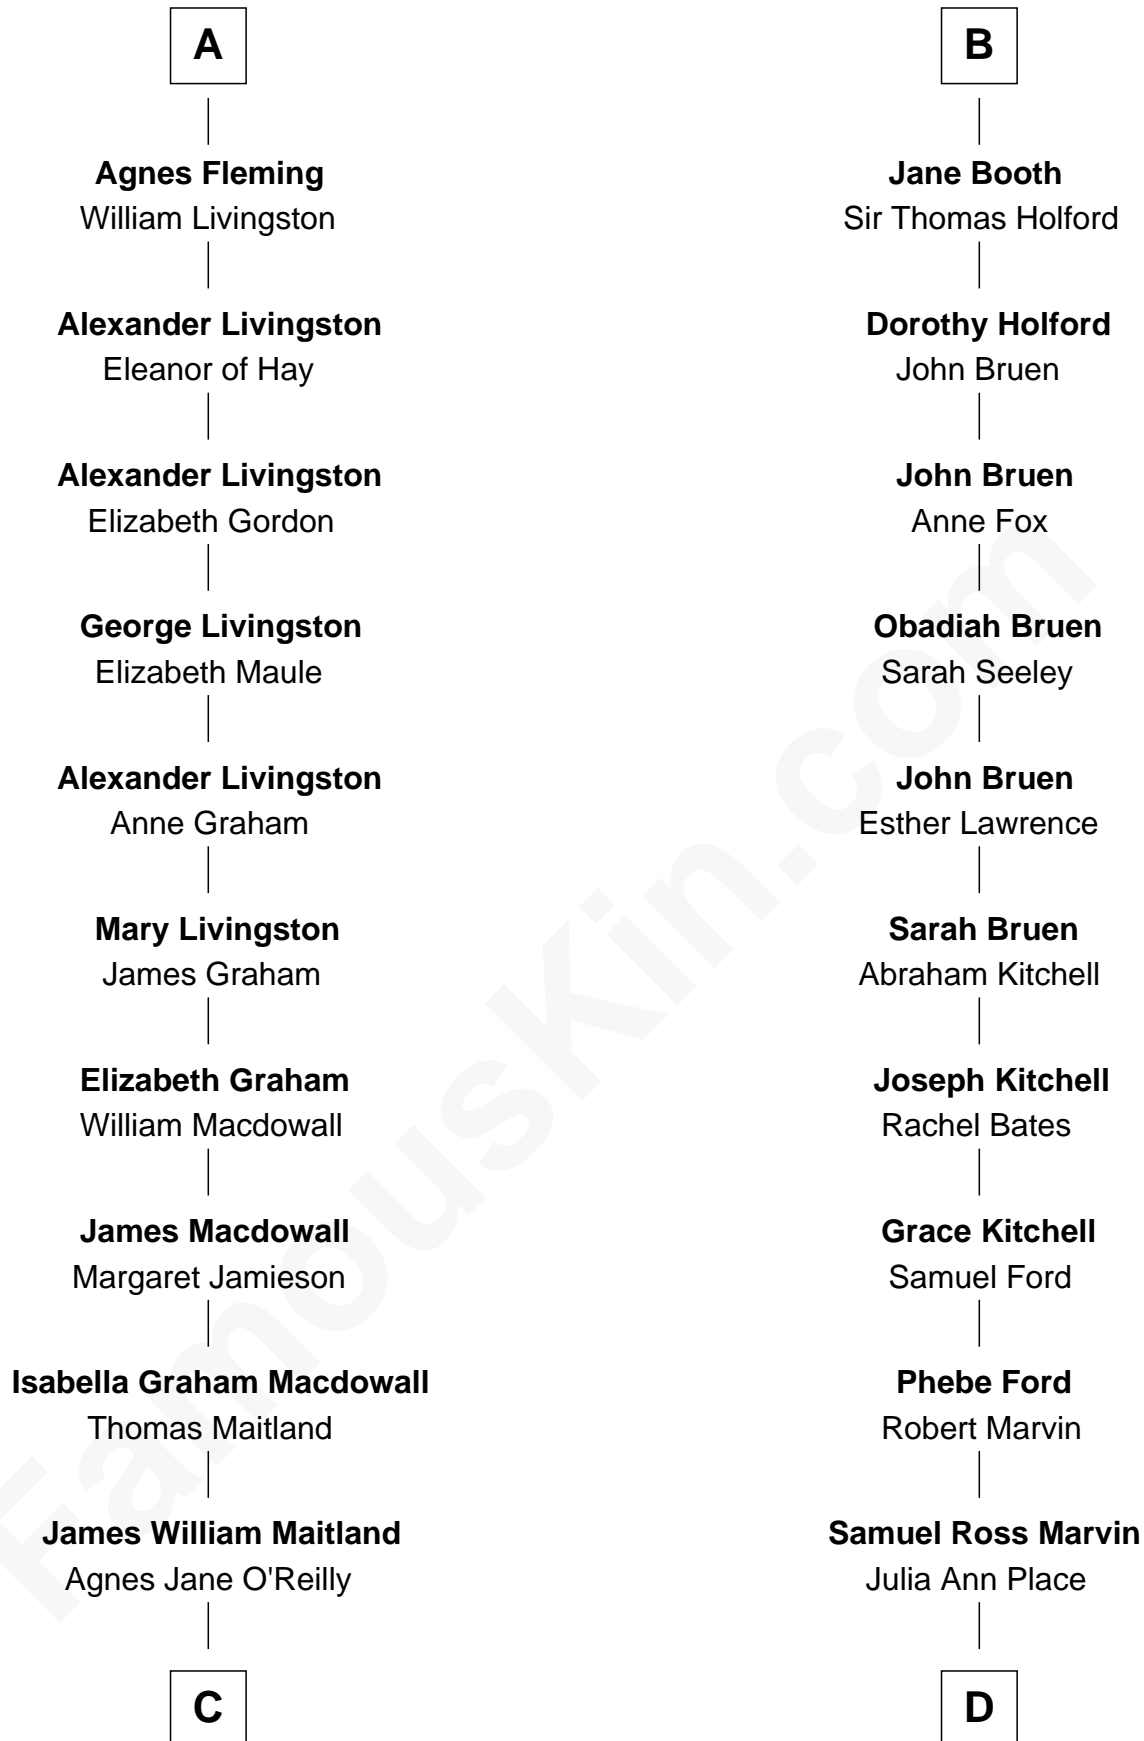 A
Agnes Fleming
William Livingston
Alexander Livingston
Eleanor of Hay
Alexander Livingston
Elizabeth Gordon
George Livingston
Elizabeth Maule
Alexander Livingston
Anne Graham
Mary Livingston
James Graham
Elizabeth Graham
William Macdowall
James Macdowall
Margaret Jamieson
Isabella Graham Macdowall
Thomas Maitland
James William Maitland
Agnes Jane O'Reilly
C
B
Jane Booth
Sir Thomas Holford
Dorothy Holford
John Bruen
John Bruen
Anne Fox
Obadiah Bruen
Sarah Seeley
John Bruen
Esther Lawrence
Sarah Bruen
Abraham Kitchell
Joseph Kitchell
Rachel Bates
Grace Kitchell
Samuel Ford
Phebe Ford
Robert Marvin
Samuel Ross Marvin
Julia Ann Place
D
FamousKin.com